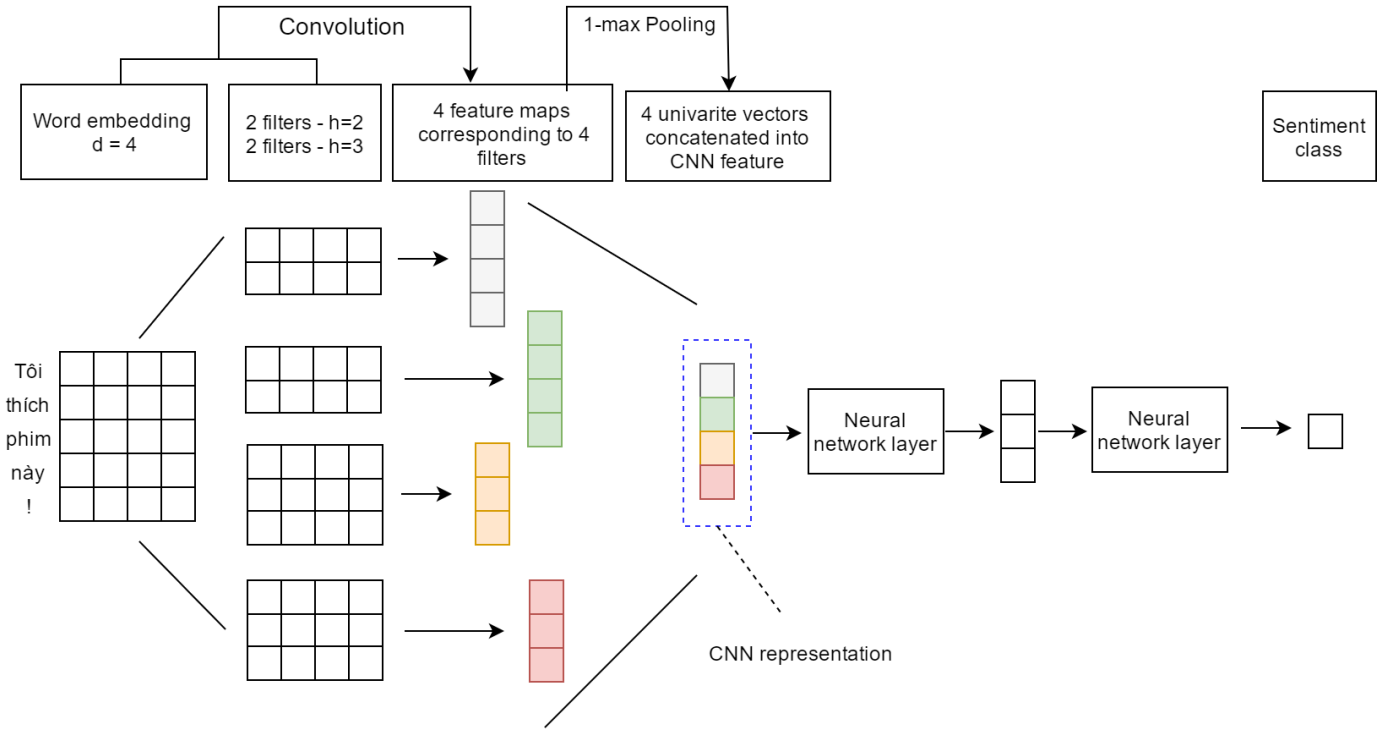 Convolution
1-max Pooling
Word embedding
d = 4
2 filters - h=2
2 filters - h=3
4 feature maps
corresponding to 4
filters
4 univarite vectors
concatenated into
CNN feature
Sentiment
class
Tôi
thích
phim
này
!
Neural
network layer
Neural
network layer
CNN representation